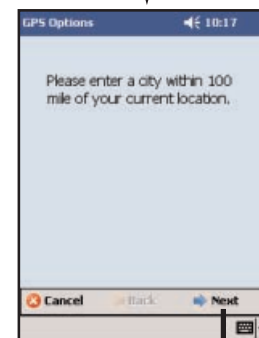 GPS Options 10:17
Please enter a city within 100
mile of your current location.
Cancel Back Next